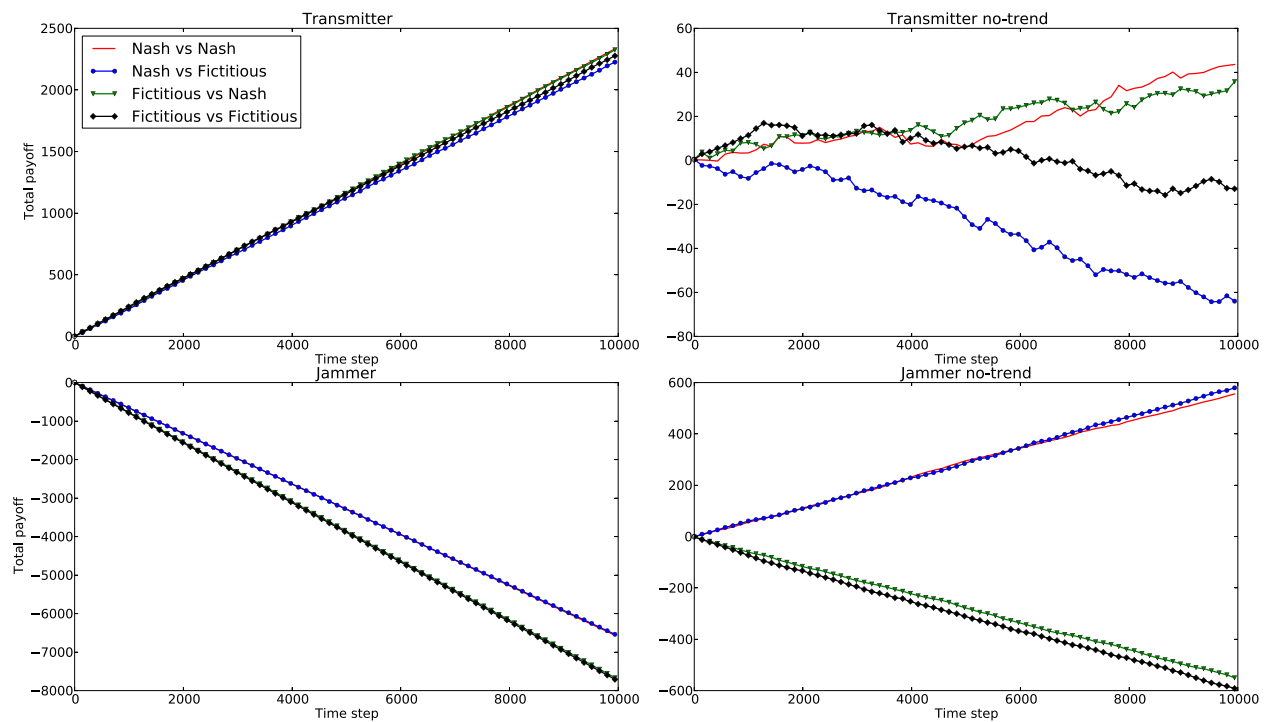 Transmitter
2500
2000
1500
1000
500
0
Total payoff
Nash vs Nash
Nash vs Fictitious
Fictitious vs Nash
Fictitious vs Fictitious
0 2000 4000 6000 8000 10000
Time step
Transmitter no-trend
60
40
20
0
−20
−40
−60
−80
0 2000 4000 6000 8000 10000
Time step
Jammer
0
−1000
−2000
−3000
−4000
−5000
−6000
−7000
−8000
Total payoff
0 2000 4000 6000 8000 10000
Time step
Jammer no-trend
600
400
200
0
−200
−400
−600
0 2000 4000 6000 8000 10000
Time step